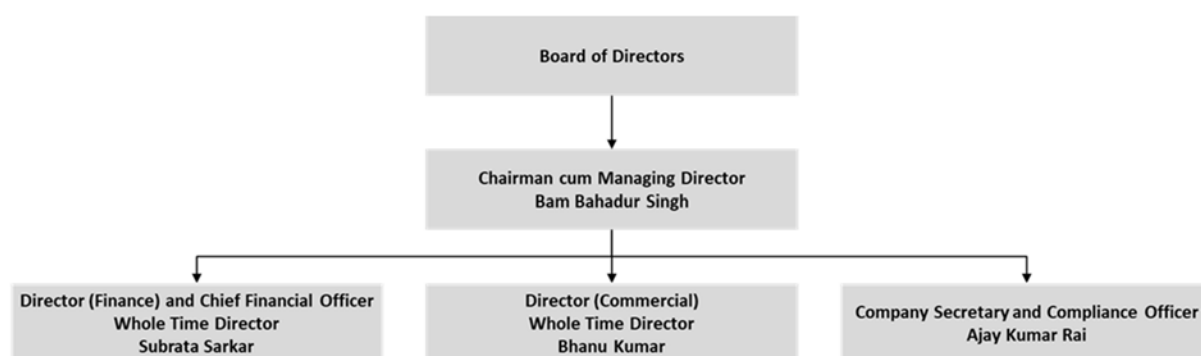 Board of Directors
Chairman cum Managing Director
Bam Bahadur Singh
Director (Finance) and Chief Financial Officer
Whole Time Director
Subrata Sarkar
Director (Commercial)
Whole Time Director
Bhanu Kumar
Company Secretary and Compliance Officer
Ajay Kumar Rai